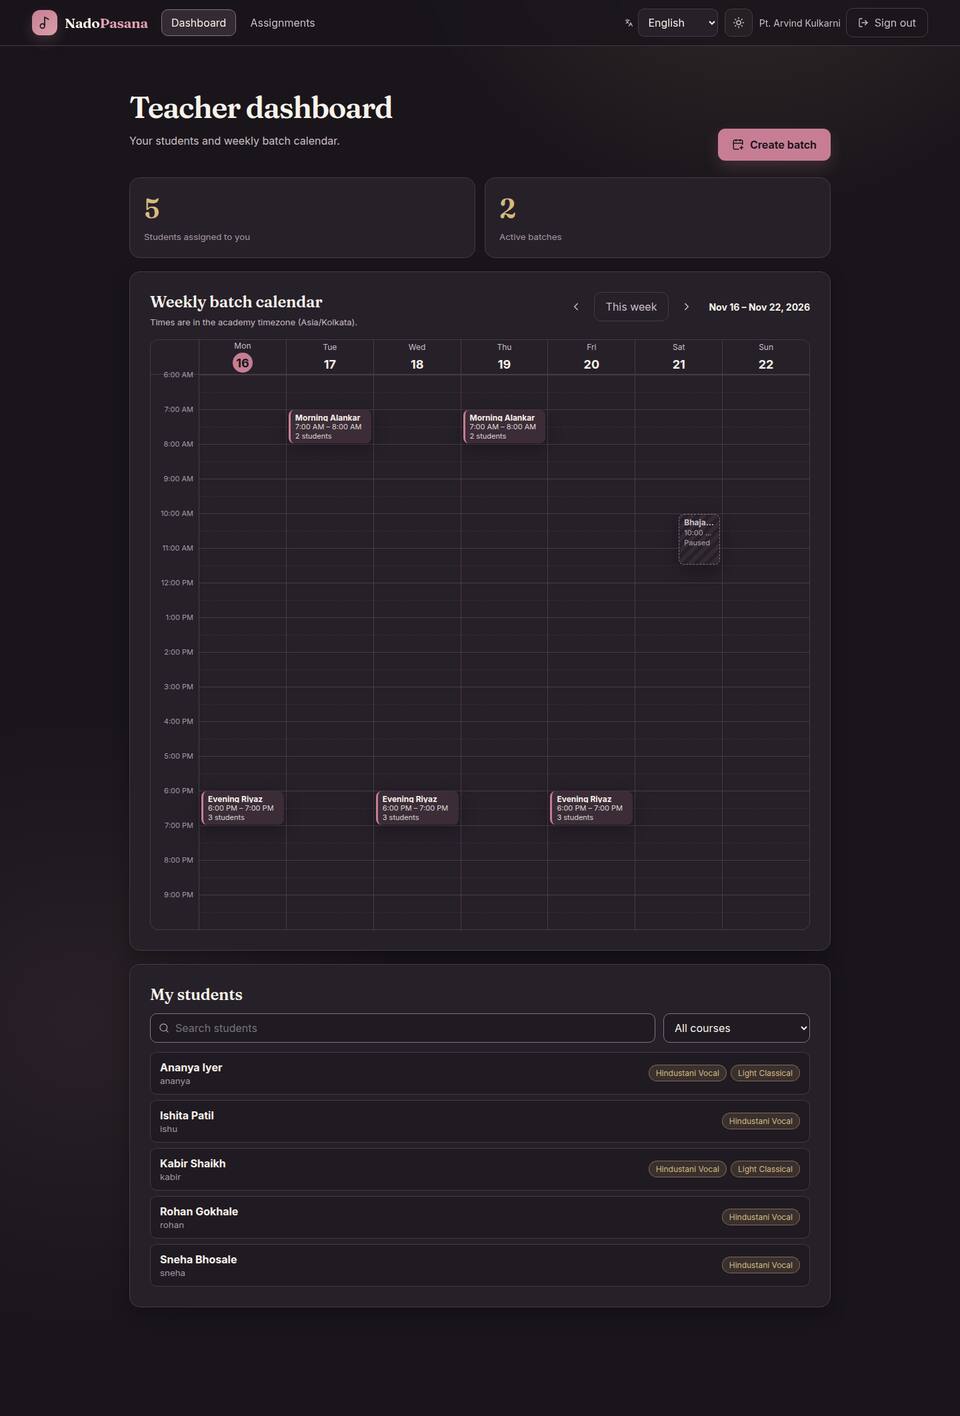 NadoPasana
Dashboard
Assignments
English
Pt. Arvind Kulkarni
Sign out
Teacher dashboard
Your students and weekly batch calendar.
Create batch
5
Students assigned to you
2
Active batches
Weekly batch calendar
Times are in the academy timezone (Asia/Kolkata).
This week
Nov 16 – Nov 22, 2026
Mon
16
Tue
17
Wed
18
Thu
19
Fri
20
Sat
21
Sun
22
6:00 AM
7:00 AM
Morning Alankar
7:00 AM – 8:00 AM
2 students
Morning Alankar
7:00 AM – 8:00 AM
2 students
8:00 AM
9:00 AM
10:00 AM
Bhaja...
10:00 ...
Paused
11:00 AM
12:00 PM
1:00 PM
2:00 PM
3:00 PM
4:00 PM
5:00 PM
6:00 PM
Evening Riyaz
6:00 PM – 7:00 PM
3 students
Evening Riyaz
6:00 PM – 7:00 PM
3 students
Evening Riyaz
6:00 PM – 7:00 PM
3 students
7:00 PM
8:00 PM
9:00 PM
My students
Search students
All courses
Ananya Iyer
ananya
Hindustani Vocal
Light Classical
Ishita Patil
ishu
Hindustani Vocal
Kabir Shaikh
kabir
Hindustani Vocal
Light Classical
Rohan Gokhale
rohan
Hindustani Vocal
Sneha Bhosale
sneha
Hindustani Vocal